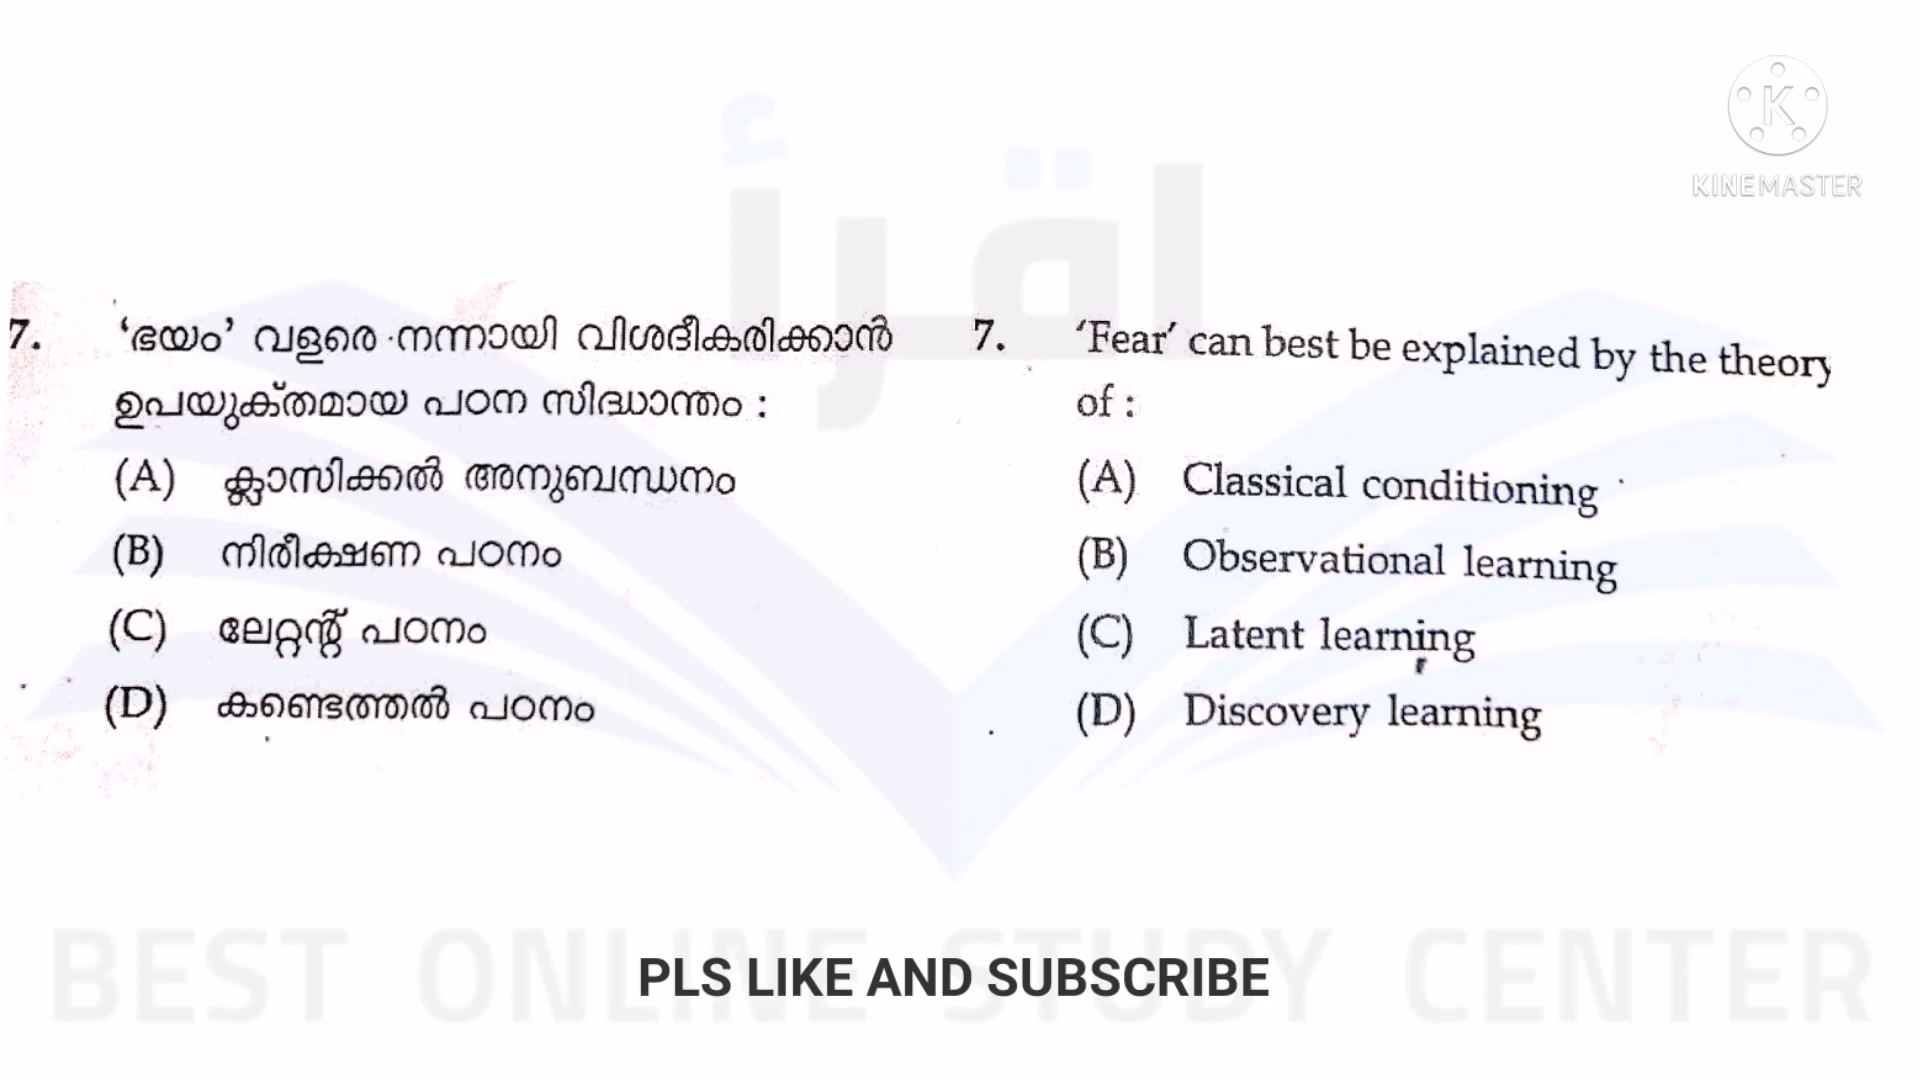 KINEMASTER
اقرأ
7. ‘ഭയം’ വളരെ നന്നായി വിശദീകരിക്കാൻ
ഉപയുക്തമായ പഠന സിദ്ധാന്തം :
(A) ക്ലാസിക്കൽ അനുബന്ധനം
(B) നിരീക്ഷണ പഠനം
(C) ലേറ്റന്റ് പഠനം
(D) കണ്ടെത്തൽ പഠനം
7. ‘Fear’ can best be explained by the theory
of :
(A) Classical conditioning
(B) Observational learning
(C) Latent learning
(D) Discovery learning
BEST ONLINE STUDY CENTER
PLS LIKE AND SUBSCRIBE